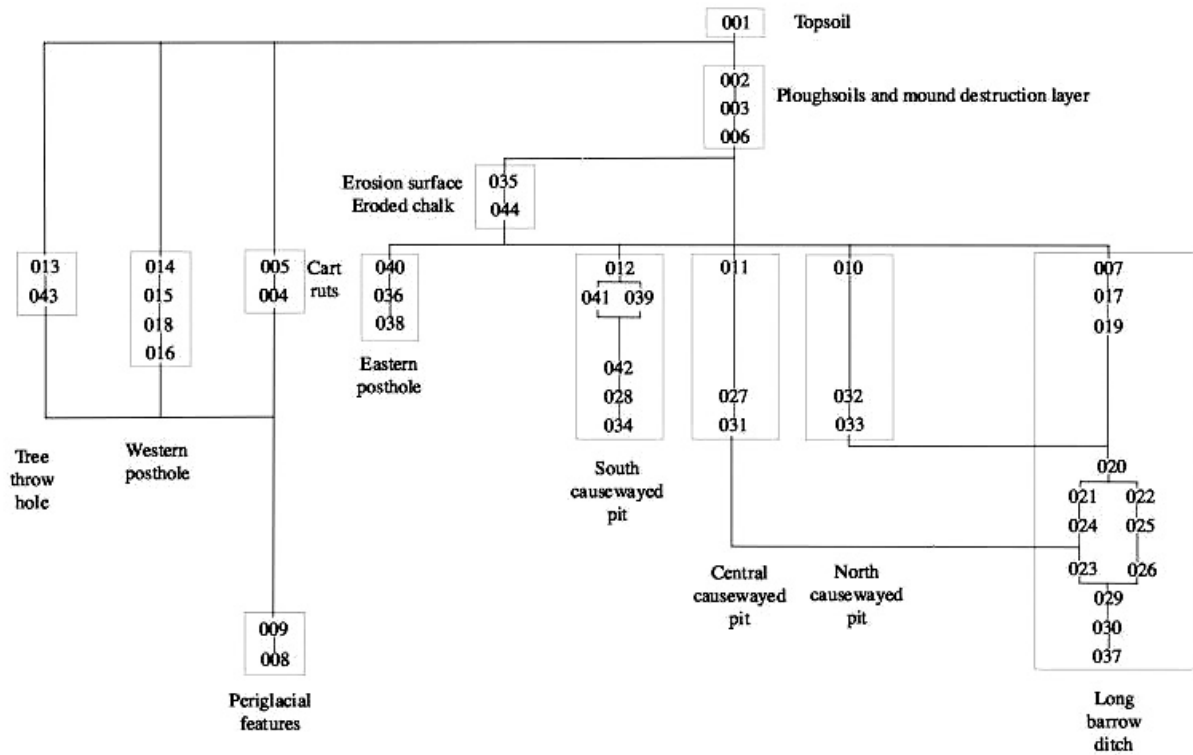 001 Topsoil
002
003 Ploughsoils and mound destruction layer
006
Erosion surface 035
Eroded chalk 044
013 014 005 Cart 040 012 011 010 007
043 015 004 ruts 036 041 039 017
018 038 019
016
Eastern
posthole
042
028 027 032
034 031 033
Tree
throw
hole
Western
posthole
South
causewayed
pit
020
021 022
024 025
023 026
Central
causewayed
pit
North
causewayed
pit
029
030
037
009
008
Periglacial
features
Long
barrow
ditch